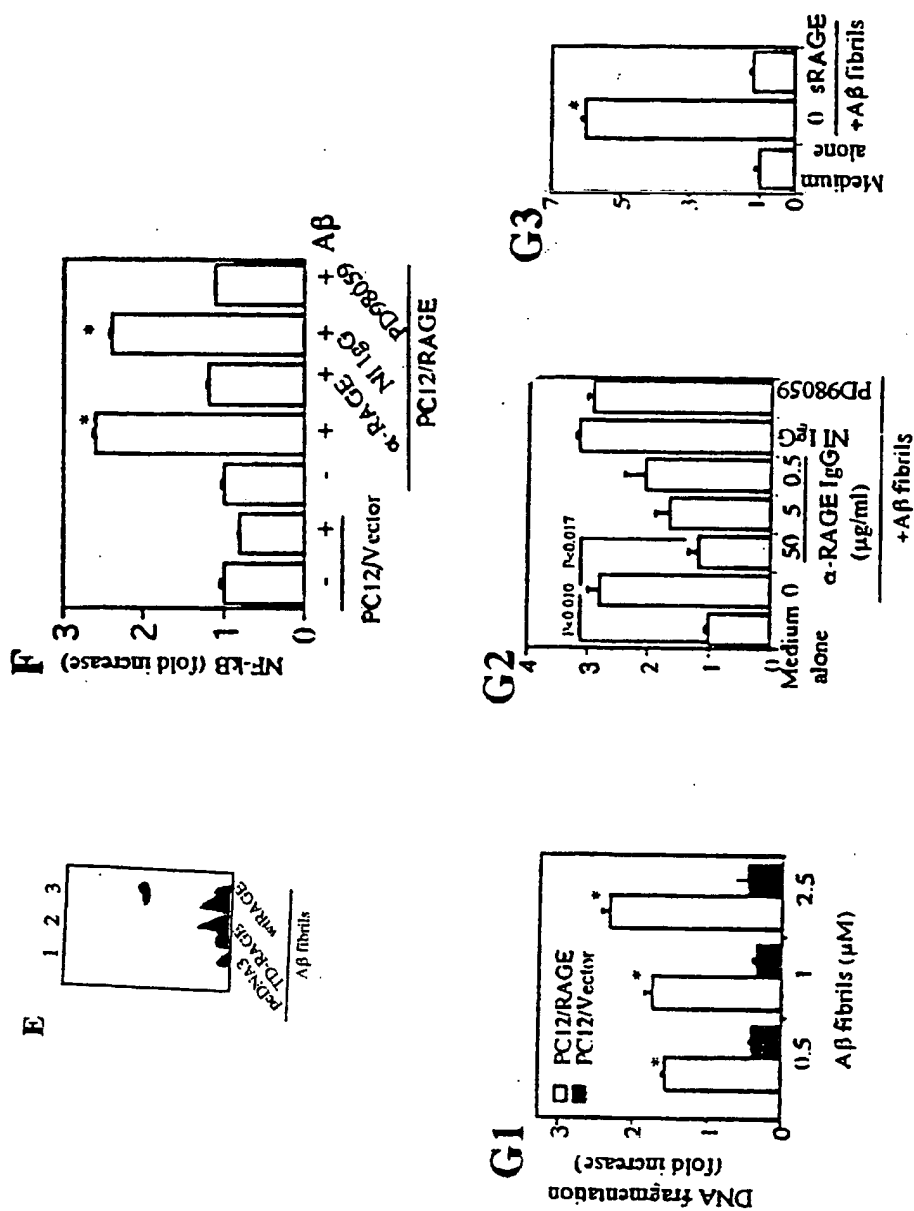 E
1 2 3
pcDNA3
TD-RAGE
wtRAGE
Aβ fibrils
F
NF-kB (fold increase)
3
2
1
0
* *
- + - + + + + Aβ
α-RAGE
NI IgG
PD98059
PC12/Vector
PC12/RAGE
G1
DNA fragmentation
(fold increase)
3
2
1
0
PC12/RAGE
PC12/Vector
* * *
0.5 1 2.5
Aβ fibrils (µM)
G2
4
3
2
1
0
P<0.010 P<0.017
Medium
alone
0 50 5 0.5
α-RAGE IgG
(µg/ml)
NI IgG
PD98059
+Aβ fibrils
G3
7
5
3
1
0
*
Medium
alone
0 sRAGE
+Aβ fibrils